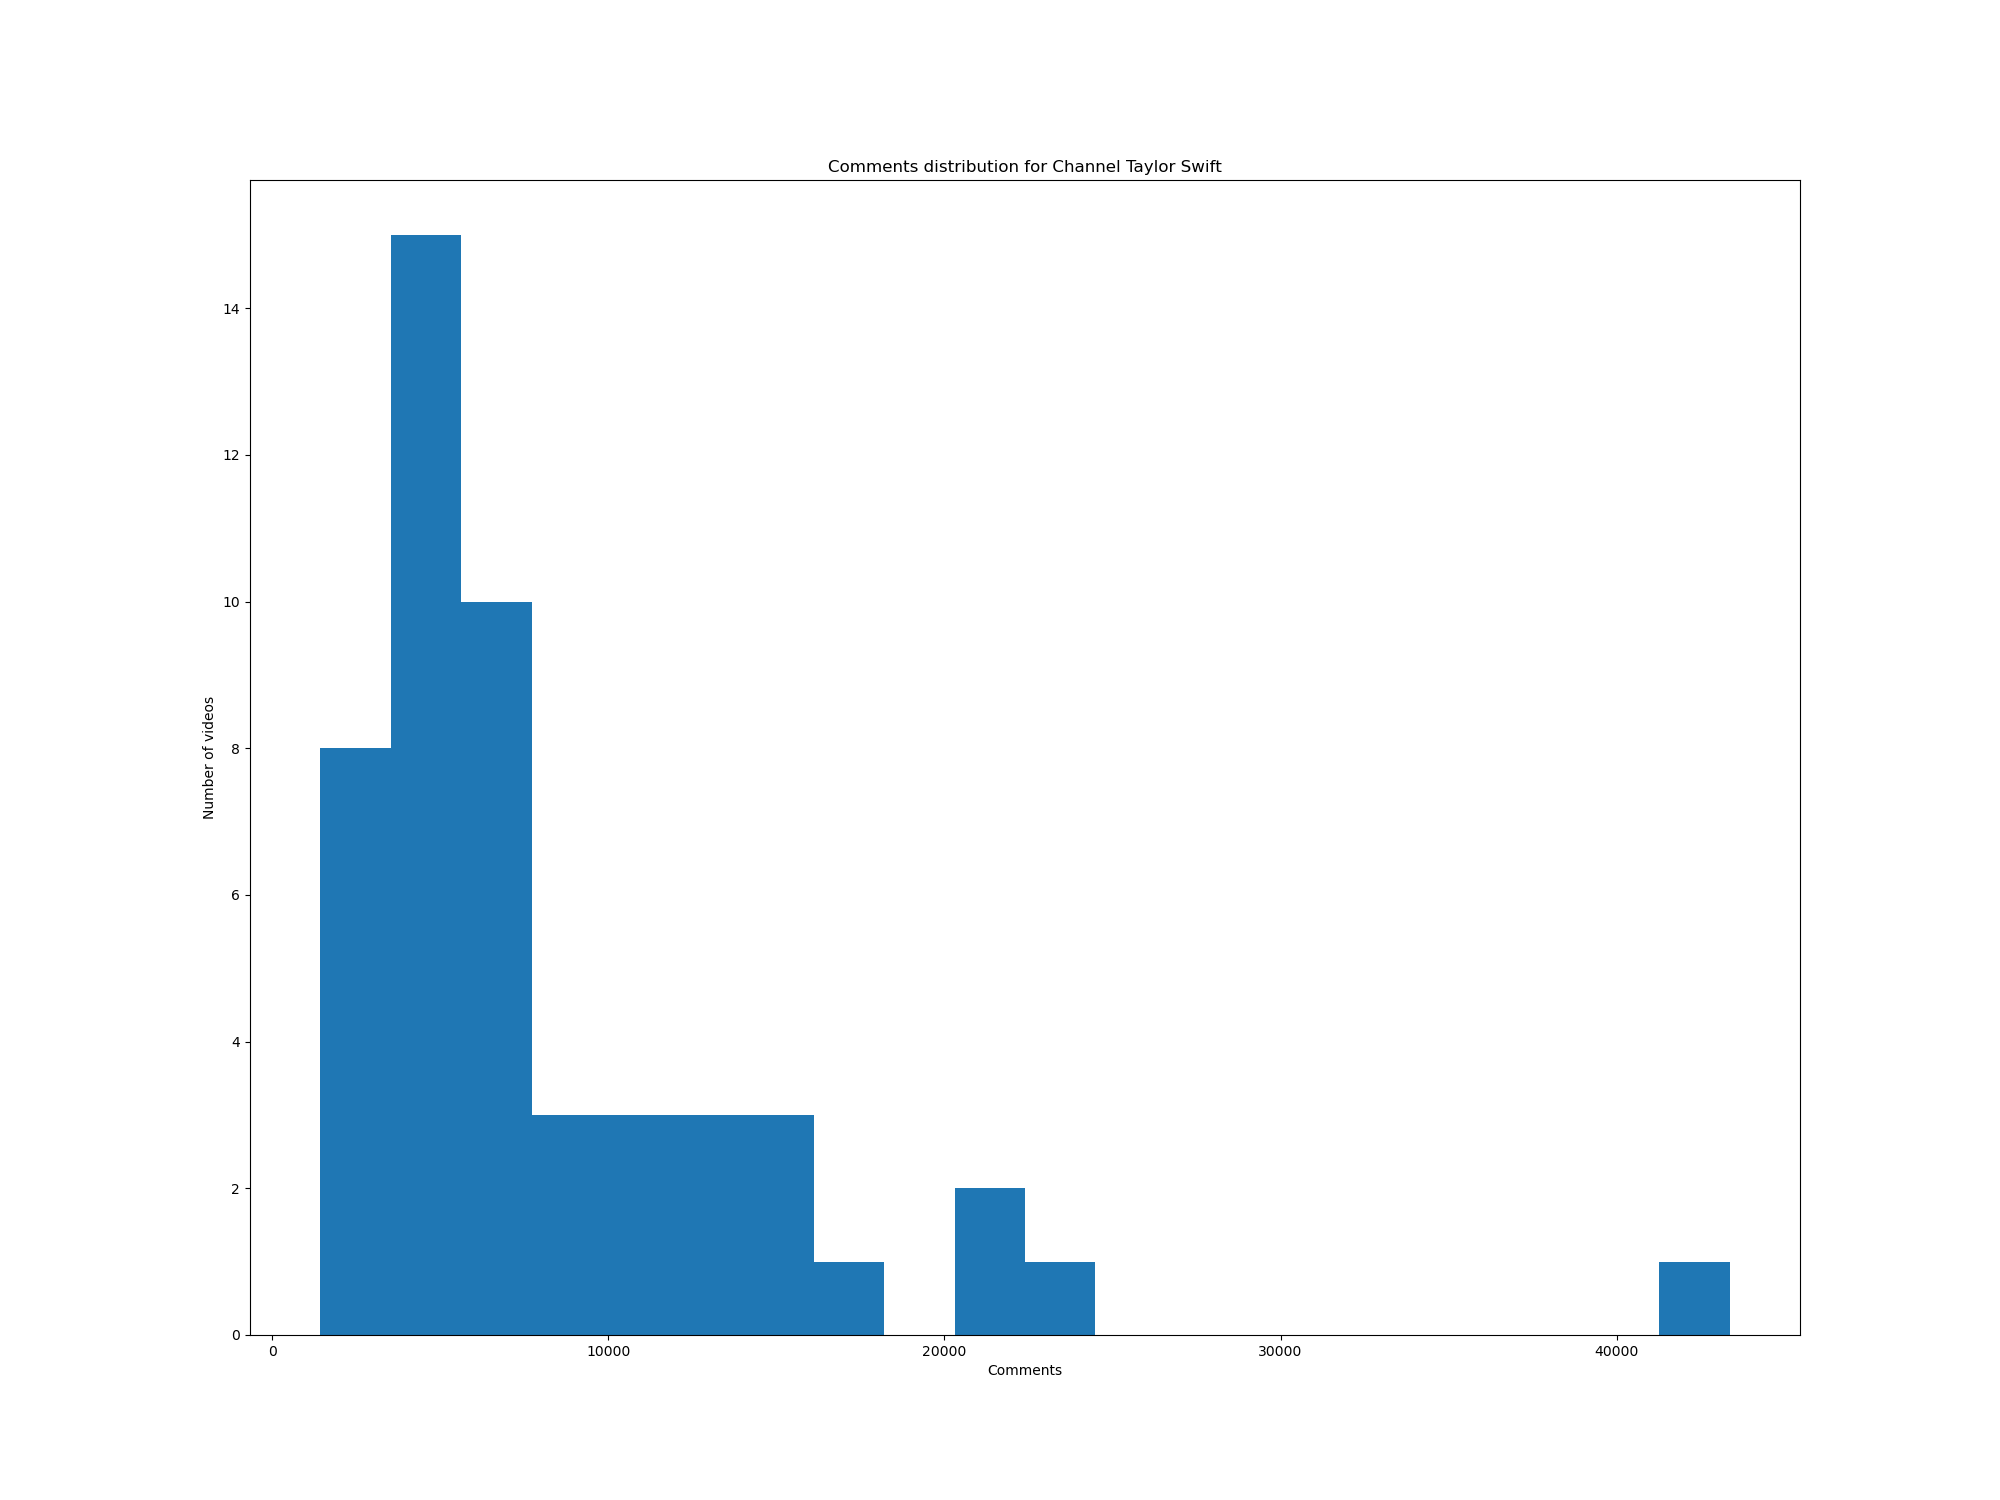 Comments distribution for Channel Taylor Swift
14
12
10
8
6
4
2
0
Number of videos
0 10000 20000 30000 40000
Comments